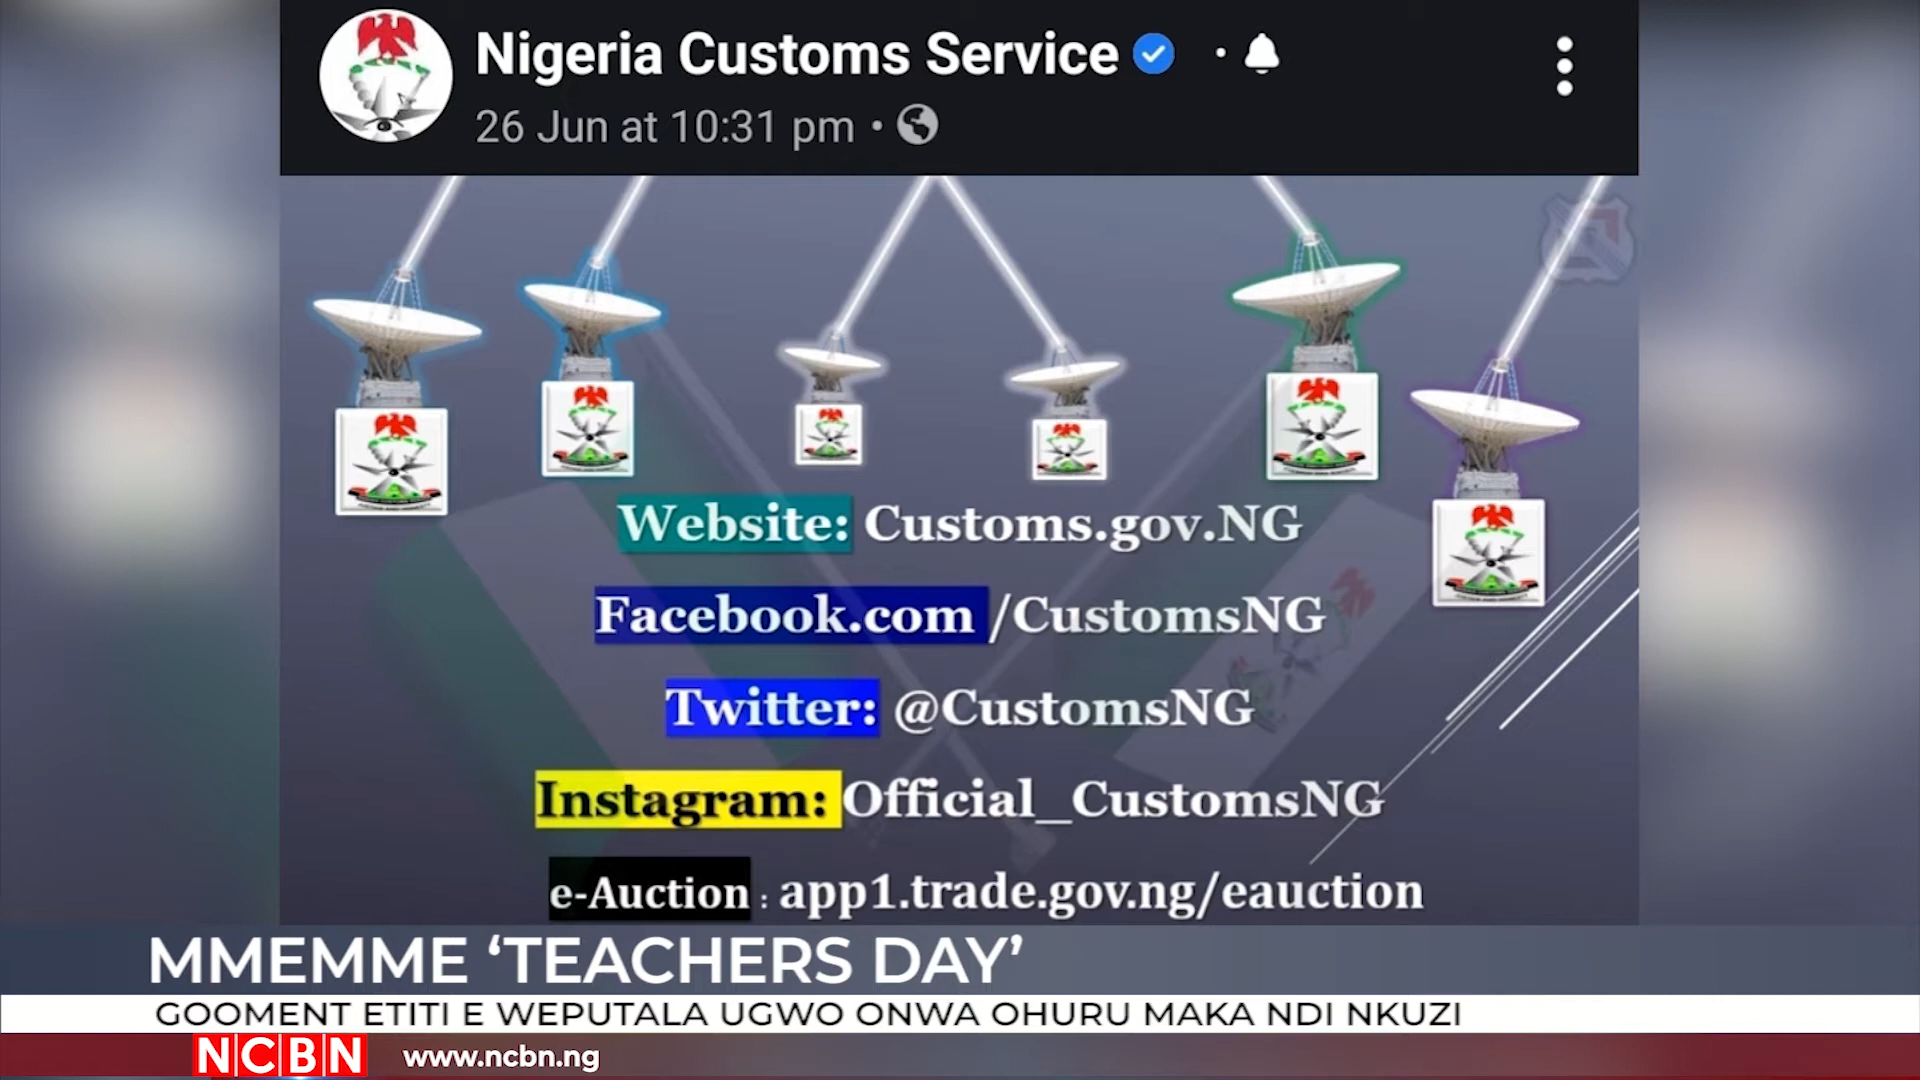 Nigeria Customs Service
26 Jun at 10:31 pm
Website: Customs.gov.NG
Facebook.com /CustomsNG
Twitter: @CustomsNG
Instagram: Official_CustomsNG
e-Auction : app1.trade.gov.ng/eauction
MMEMME ‘TEACHERS DAY’
GOOMENT ETITI E WEPUTALA UGWO ONWA OHURU MAKA NDI NKUZI
NCBN www.ncbn.ng